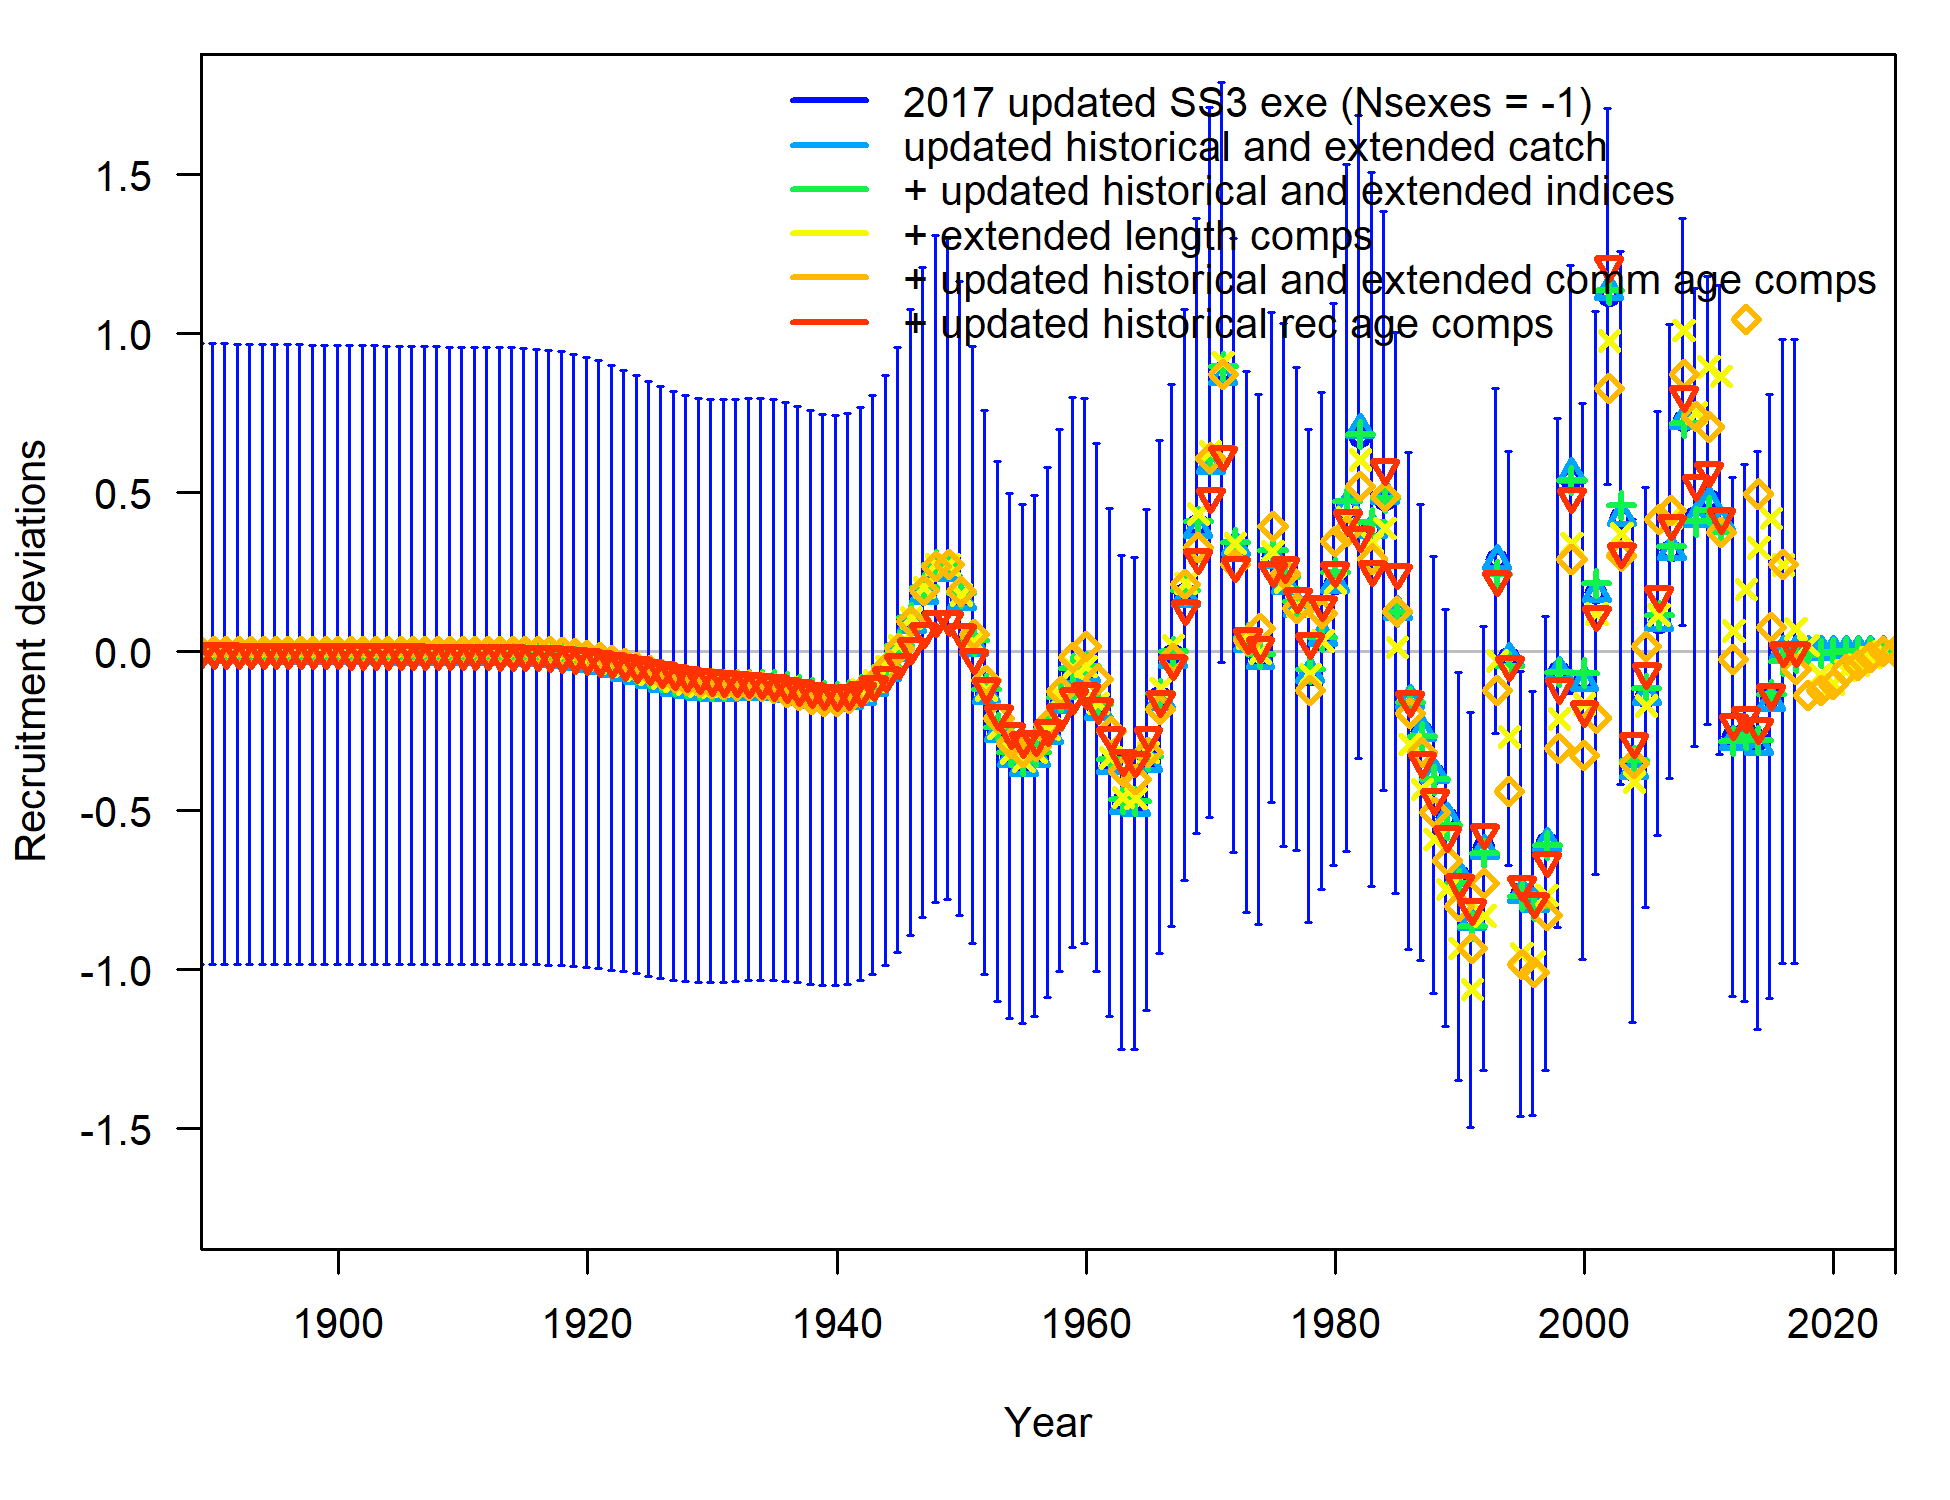 2017 updated SS3 exe (Nsexes = -1)
updated historical and extended catch
+ updated historical and extended indices
+ extended length comps
+ updated historical and extended comm age comps
+ updated historical rec age comps
1.5
1.0
0.5
0.0
-0.5
-1.0
-1.5
Recruitment deviations
1900 1920 1940 1960 1980 2000 2020
Year